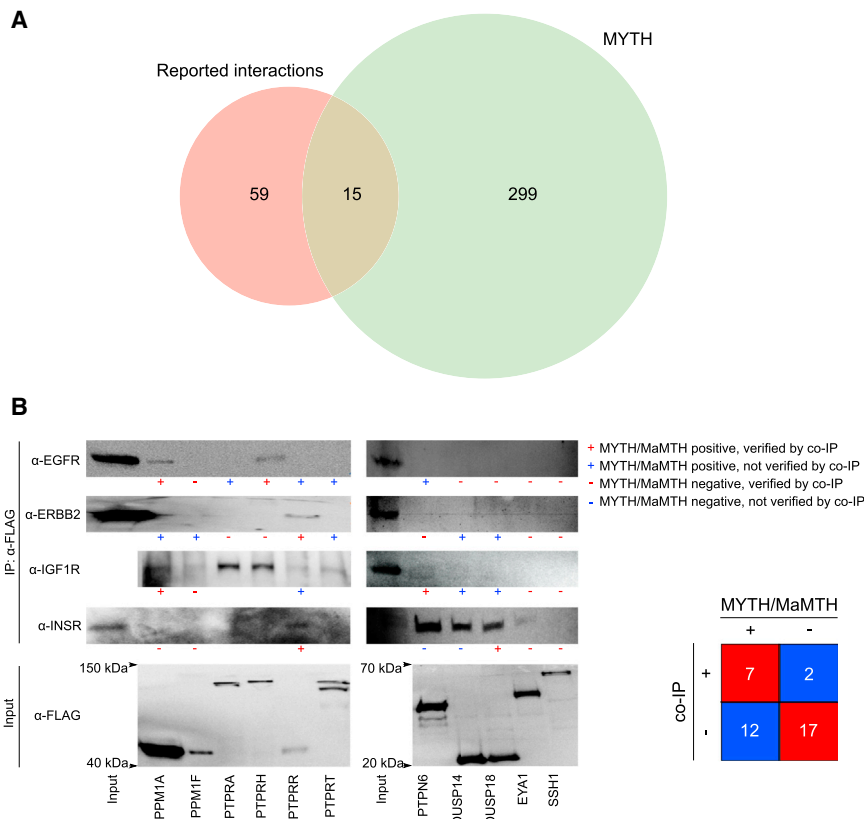 A
MYTH
Reported interactions
59
15
299
B
IP: α-FLAG
α-EGFR
+ - + + + +
+ - - - -
α-ERBB2
+ + - - + +
- + + - -
α-IGF1R
+ - +
+ + + - -
α-INSR
- - +
- - + - -
+ MYTH/MaMTH positive, verified by co-IP
+ MYTH/MaMTH positive, not verified by co-IP
- MYTH/MaMTH negative, verified by co-IP
- MYTH/MaMTH negative, not verified by co-IP
Input
α-FLAG
150 kDa
40 kDa
70 kDa
20 kDa
Input
PPM1A
PPM1F
PTPRA
PTPRH
PTPRR
PTPRT
Input
PTPN6
DUSP14
DUSP18
EYA1
SSH1
MYTH/MaMTH
+ -
co-IP
+ 7 2
- 12 17